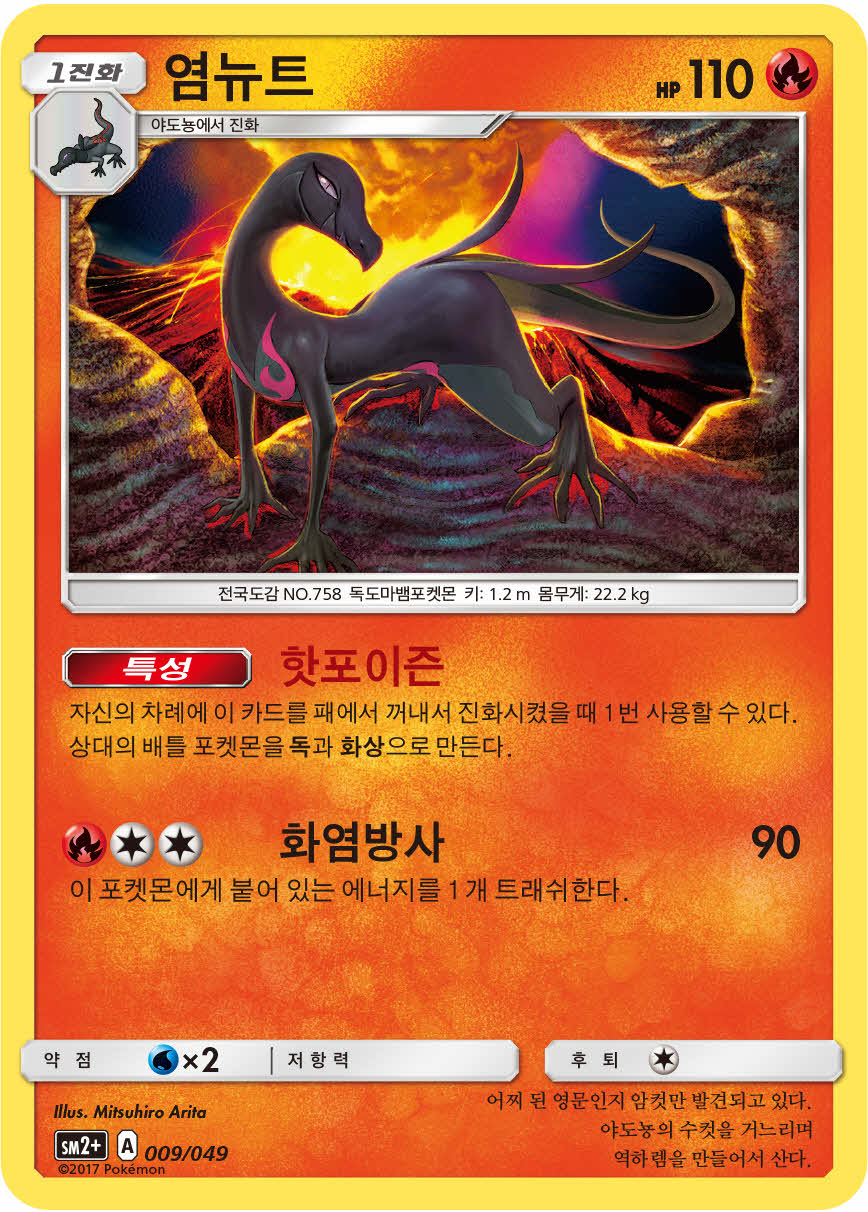 1진화
염뉴트
HP 110
야도뇽에서 진화
전국도감 NO.758 독도마뱀포켓몬 키: 1.2 m 몸무게: 22.2 kg
특성 핫포이즌
자신의 차례에 이 카드를 패에서 꺼내서 진화시켰을 때 1번 사용할 수 있다.
상대의 배틀 포켓몬을 독과 화상으로 만든다.
화염방사 90
이 포켓몬에게 붙어 있는 에너지를 1개 트래쉬한다.
약점 ×2 저항력 후퇴
Illus. Mitsuhiro Arita
어찌 된 영문인지 암컷만 발견되고 있다.
야도뇽의 수컷을 거느리며
역하렘을 만들어서 산다.
SM2+ A 009/049
©2017 Pokémon